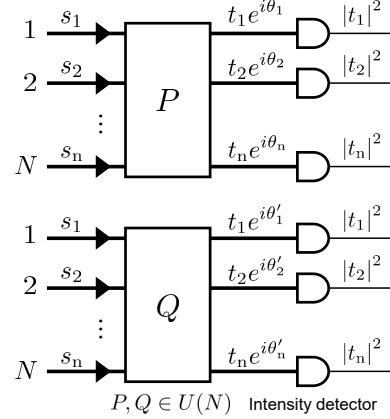 1 s₁ t₁e^{iθ₁} |t₁|²
2 s₂ P t₂e^{iθ₂} |t₂|²
⋮ ⋮
N sₙ tₙe^{iθₙ} |tₙ|²
1 s₁ t₁e^{iθ'₁} |t₁|²
2 s₂ Q t₂e^{iθ'₂} |t₂|²
⋮ ⋮
N sₙ tₙe^{iθ'ₙ} |tₙ|²
P, Q ∈ U(N) Intensity detector